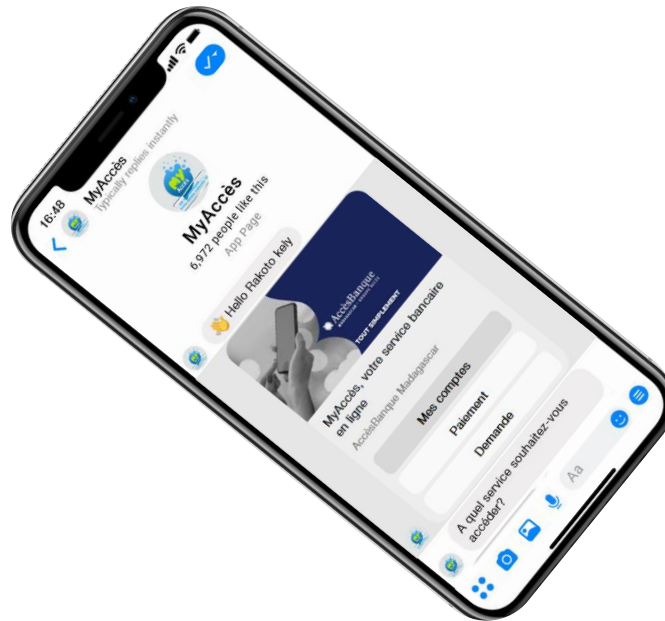 16:48
MyAccès
Typically replies instantly
MyAccès
6,972 people like this
App Page
Hello Rakoto kely
AccèsBanque
TOUT SIMPLEMENT
MyAccès, votre service bancaire
en ligne
AccèsBanque Madagascar
Mes comptes
Paiement
Demande
A quel service souhaitez-vous
accéder?
Aa